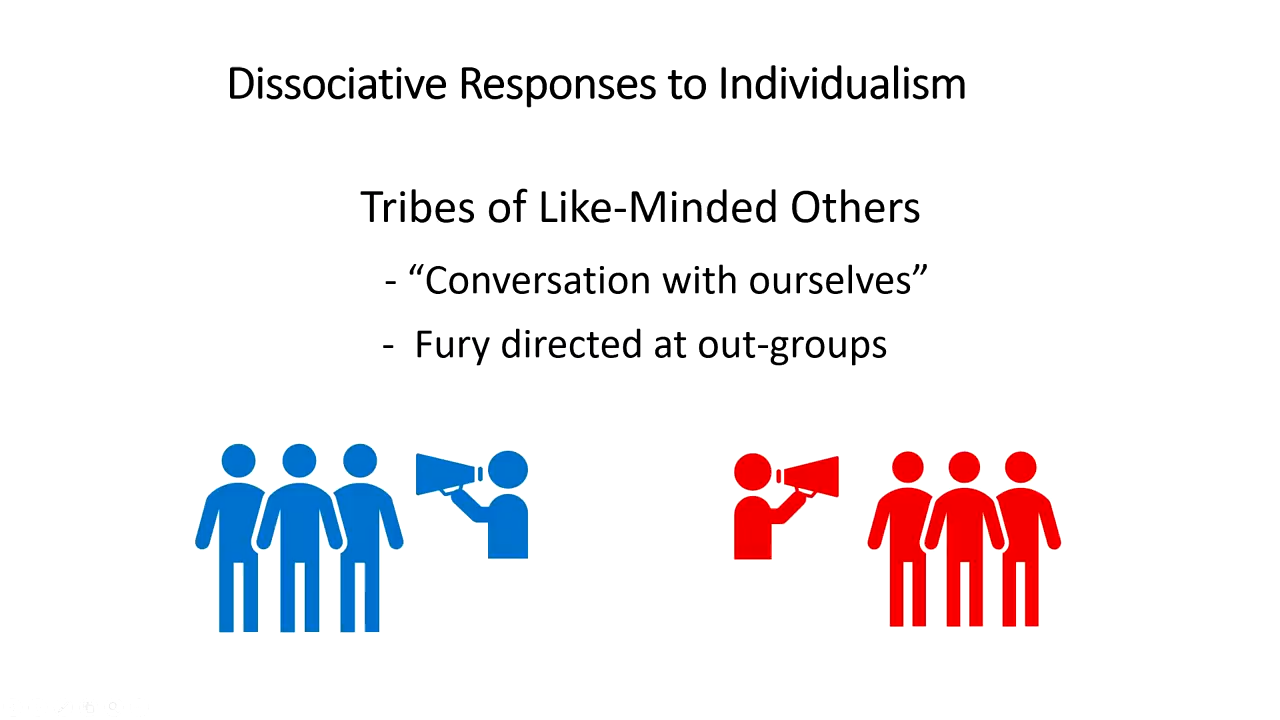 Dissociative Responses to Individualism
Tribes of Like-Minded Others
- “Conversation with ourselves”
- Fury directed at out-groups